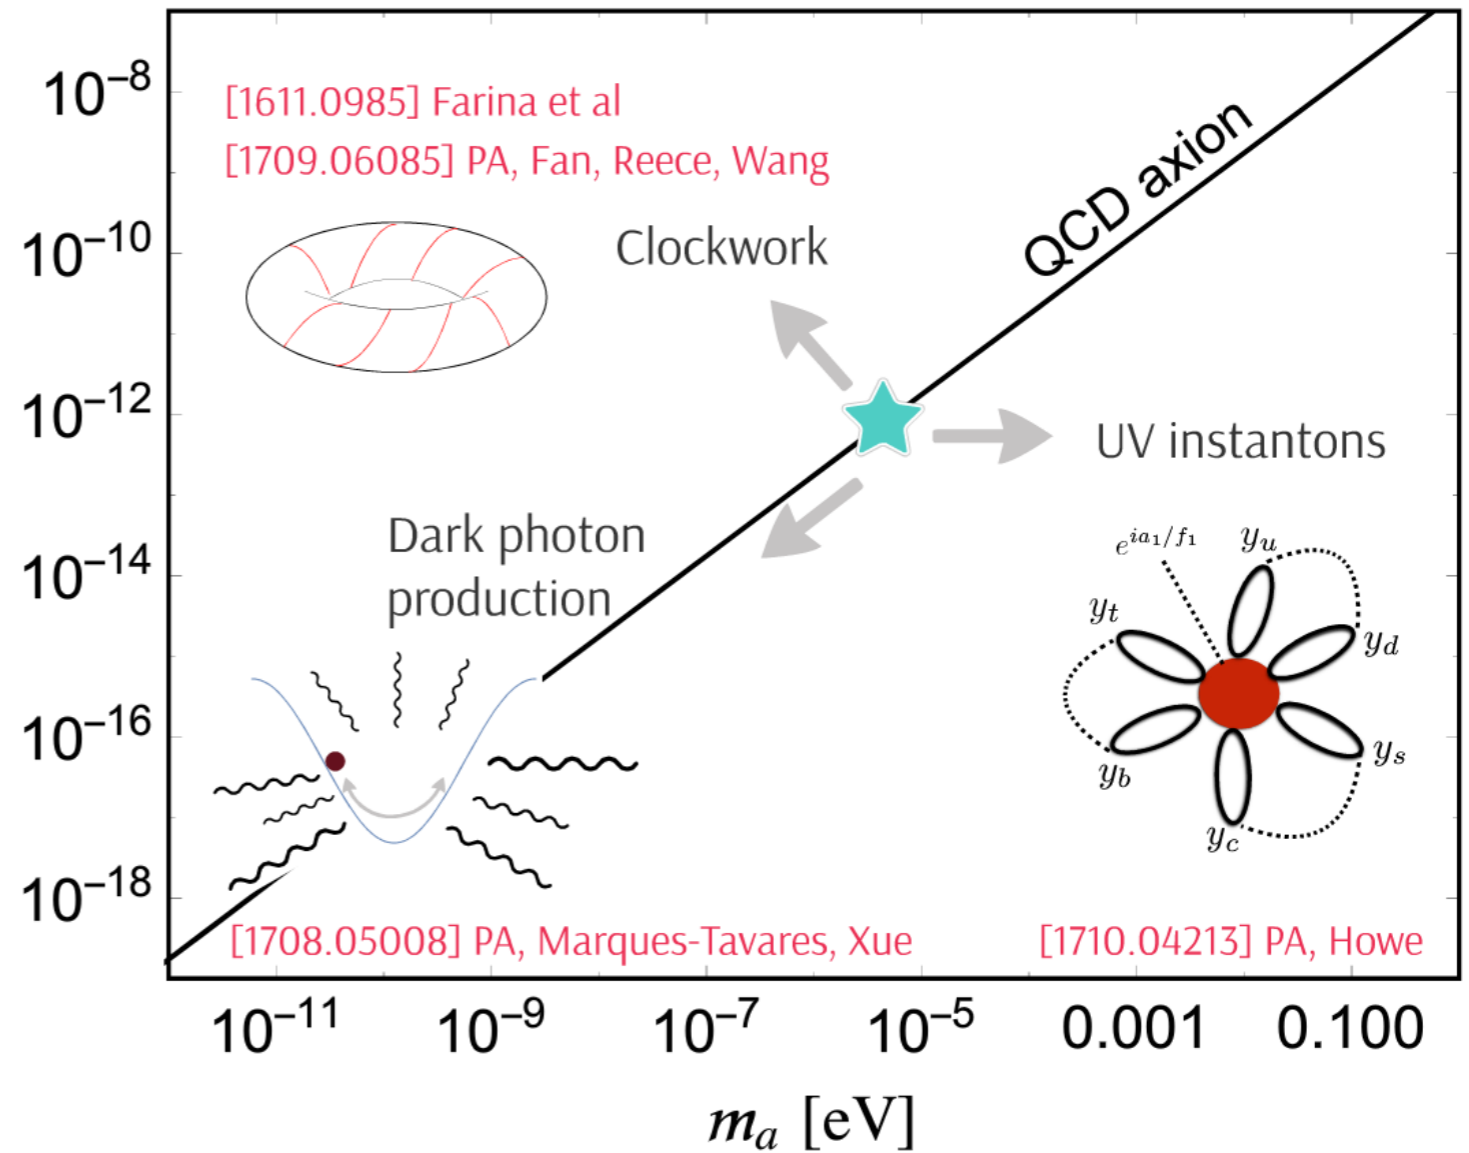 10⁻⁸
10⁻¹⁰
10⁻¹²
10⁻¹⁴
10⁻¹⁶
10⁻¹⁸
[1611.0985] Farina et al
[1709.06085] PA, Fan, Reece, Wang
Clockwork
QCD axion
UV instantons
Dark photon
production
e^{ia₁/f₁}
y_u
y_t
y_d
y_b
y_s
y_c
[1708.05008] PA, Marques-Tavares, Xue
[1710.04213] PA, Howe
10⁻¹¹ 10⁻⁹ 10⁻⁷ 10⁻⁵ 0.001 0.100
m_a [eV]